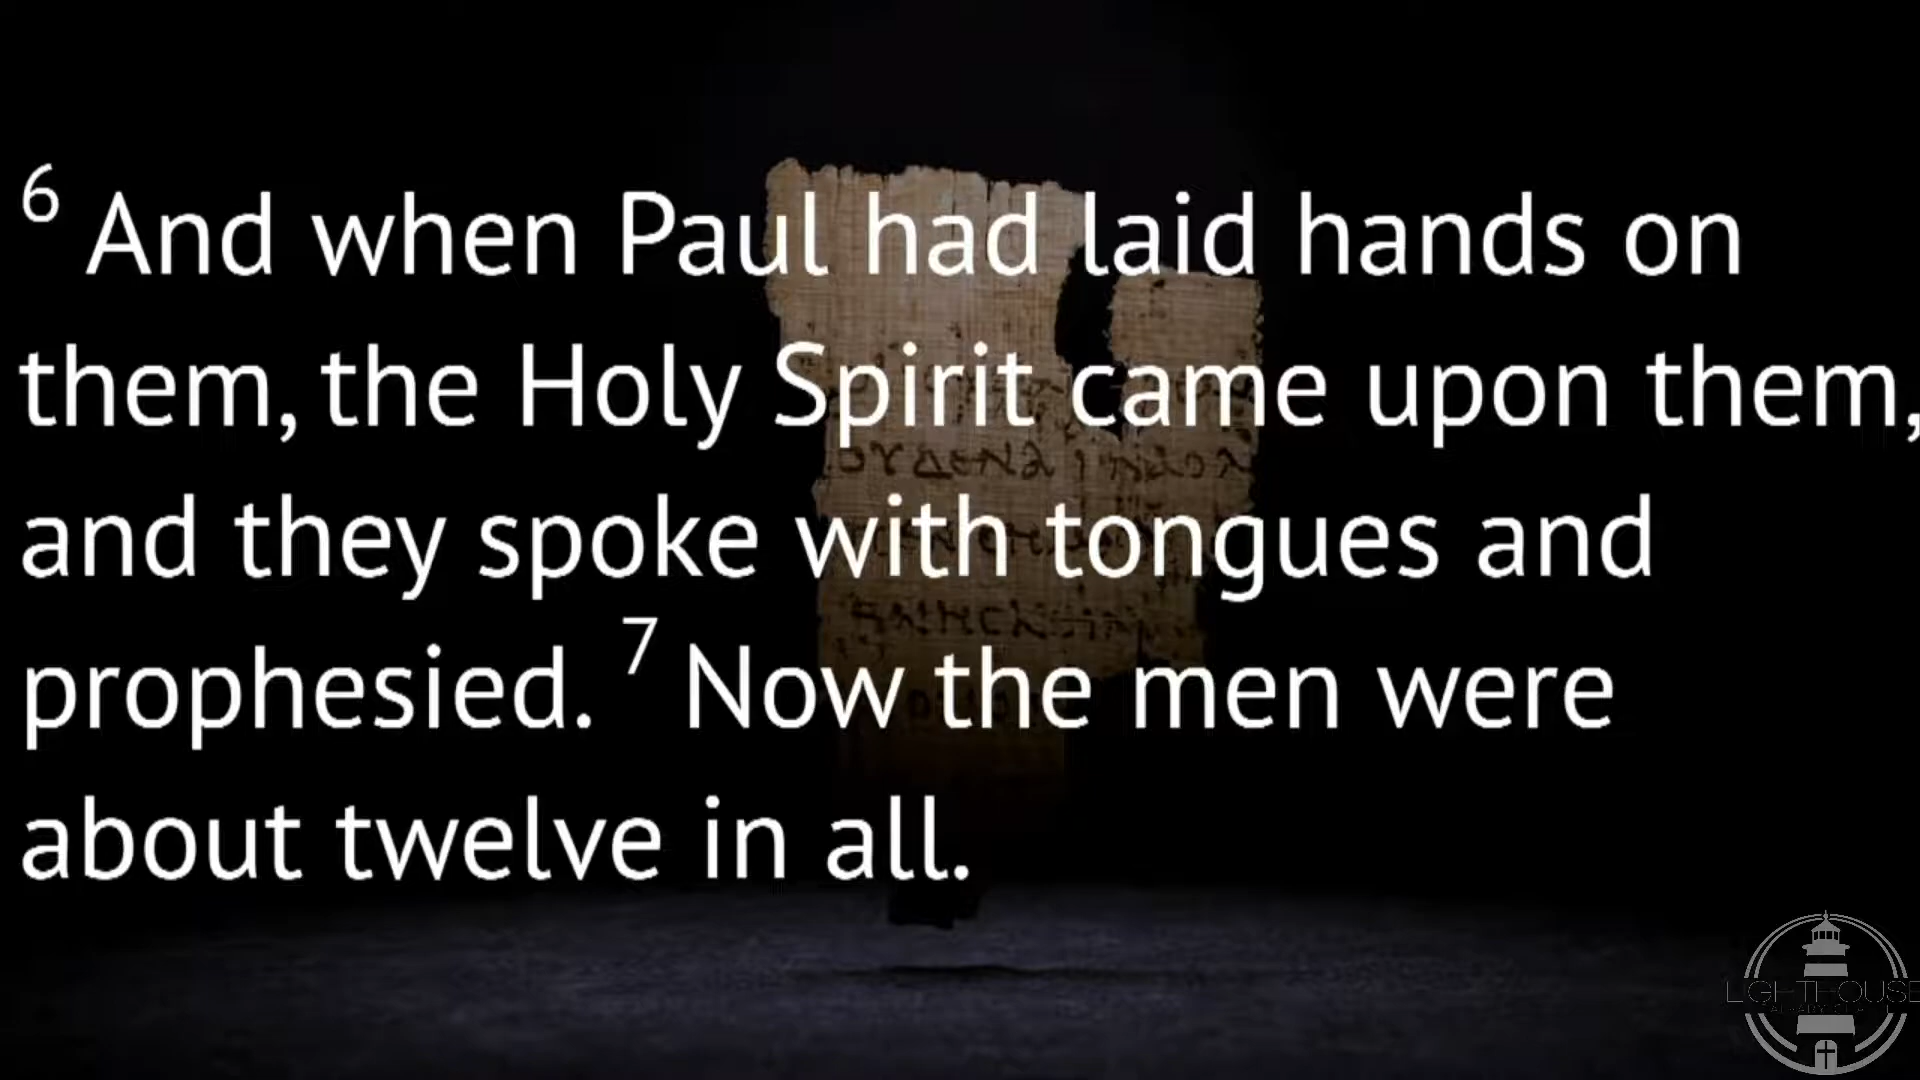 6 And when Paul had laid hands on
them, the Holy Spirit came upon them,
and they spoke with tongues and
prophesied. 7 Now the men were
about twelve in all.
LIGHTHOUSE